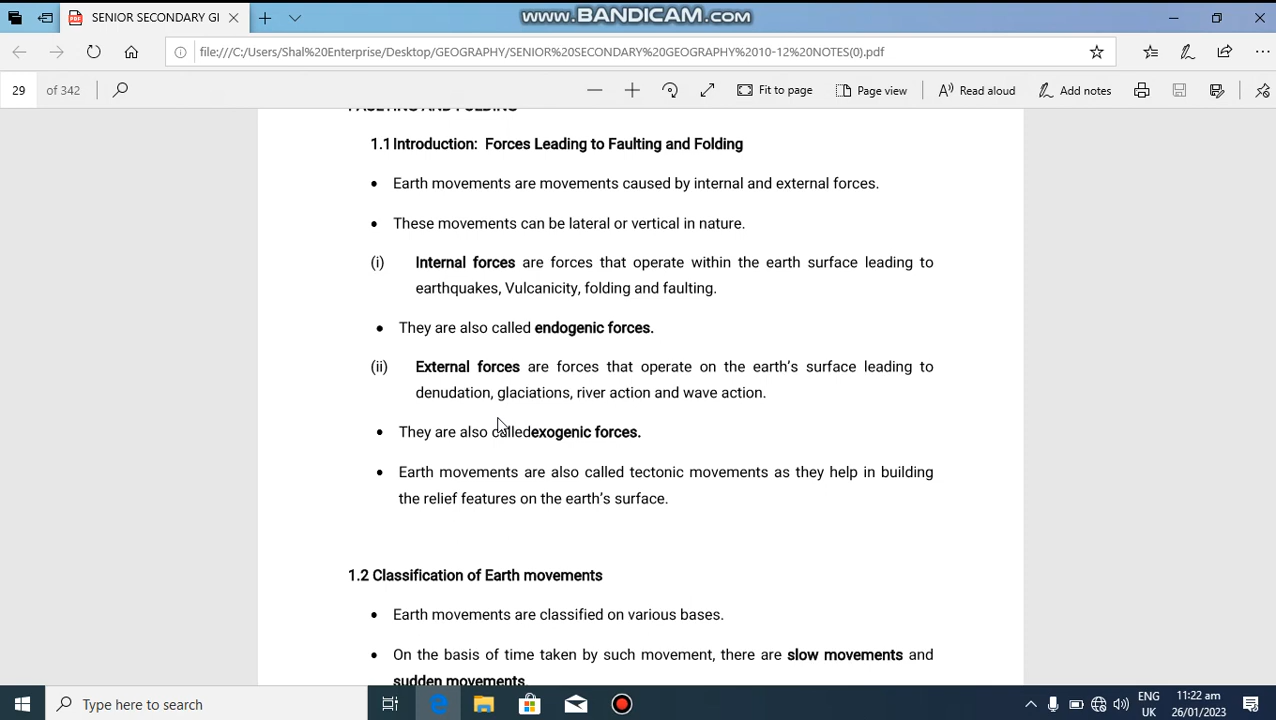 SENIOR SECONDARY GI
www.BANDICAM.com
file:///C:/Users/Shal%20Enterprise/Desktop/GEOGRAPHY/SENIOR%20SECONDARY%20GEOGRAPHY%2010-12%20NOTES(0).pdf
29 of 342
Fit to page
Page view
Read aloud
Add notes
FAULTING AND FOLDING
1.1 Introduction: Forces Leading to Faulting and Folding
• Earth movements are movements caused by internal and external forces.
• These movements can be lateral or vertical in nature.
(i) Internal forces are forces that operate within the earth surface leading to
earthquakes, Vulcanicity, folding and faulting.
• They are also called endogenic forces.
(ii) External forces are forces that operate on the earth's surface leading to
denudation, glaciations, river action and wave action.
• They are also calledexogenic forces.
• Earth movements are also called tectonic movements as they help in building
the relief features on the earth's surface.
1.2 Classification of Earth movements
• Earth movements are classified on various bases.
• On the basis of time taken by such movement, there are slow movements and
sudden movements.
Type here to search
ENG
UK
11:22 am
26/01/2023